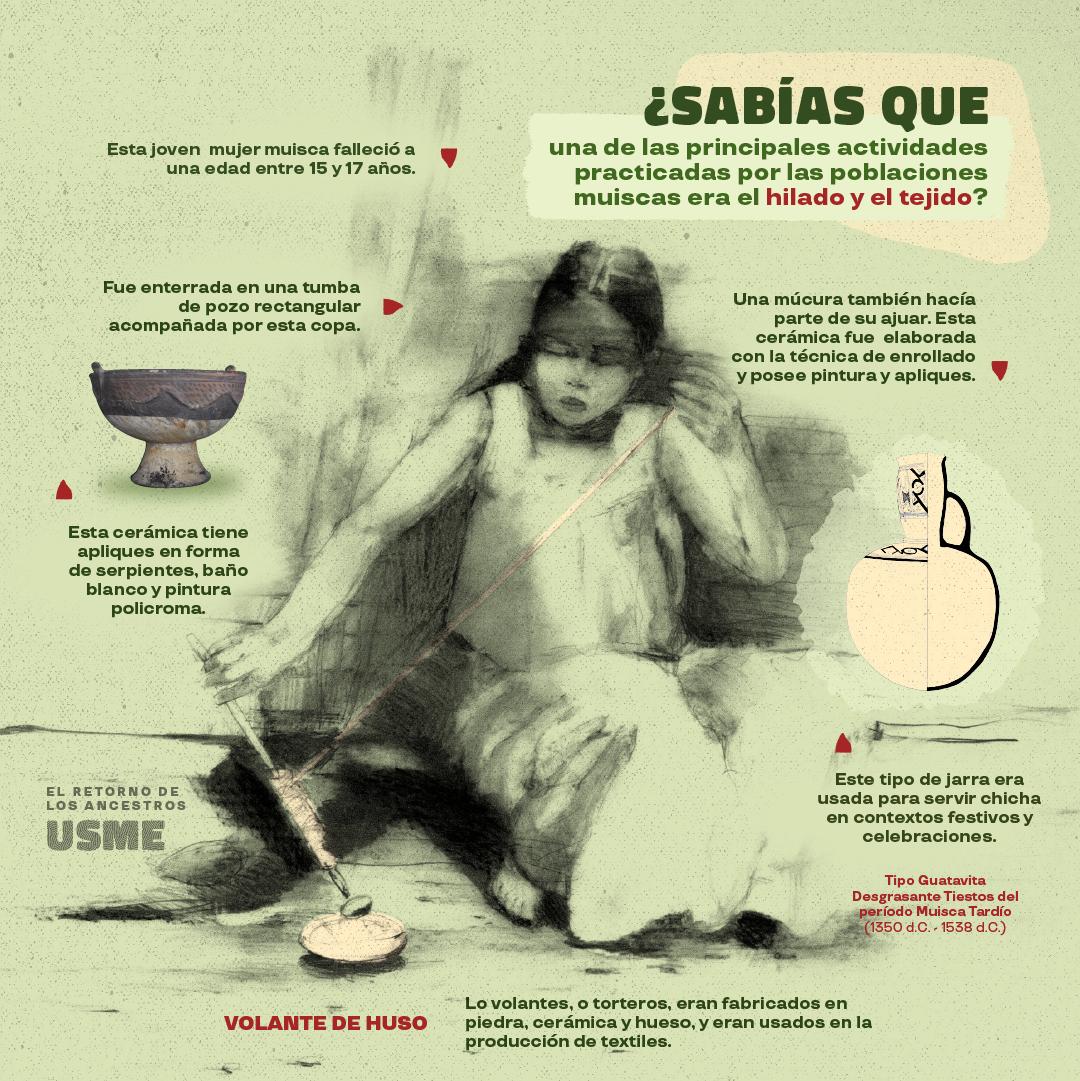 ¿SABÍAS QUE
una de las principales actividades
practicadas por las poblaciones
muiscas era el hilado y el tejido?
Esta joven mujer muisca falleció a
una edad entre 15 y 17 años.
Fue enterrada en una tumba
de pozo rectangular
acompañada por esta copa.
Esta cerámica tiene
apliques en forma
de serpientes, baño
blanco y pintura
policroma.
Una múcura también hacía
parte de su ajuar. Esta
cerámica fue elaborada
con la técnica de enrollado
y posee pintura y apliques.
Este tipo de jarra era
usada para servir chicha
en contextos festivos y
celebraciones.
Tipo Guatavita
Desgrasante Tiestos del
período Muisca Tardío
(1350 d.C. - 1538 d.C.)
EL RETORNO DE
LOS ANCESTROS
USME
VOLANTE DE HUSO
Lo volantes, o torteros, eran fabricados en
piedra, cerámica y hueso, y eran usados en la
producción de textiles.